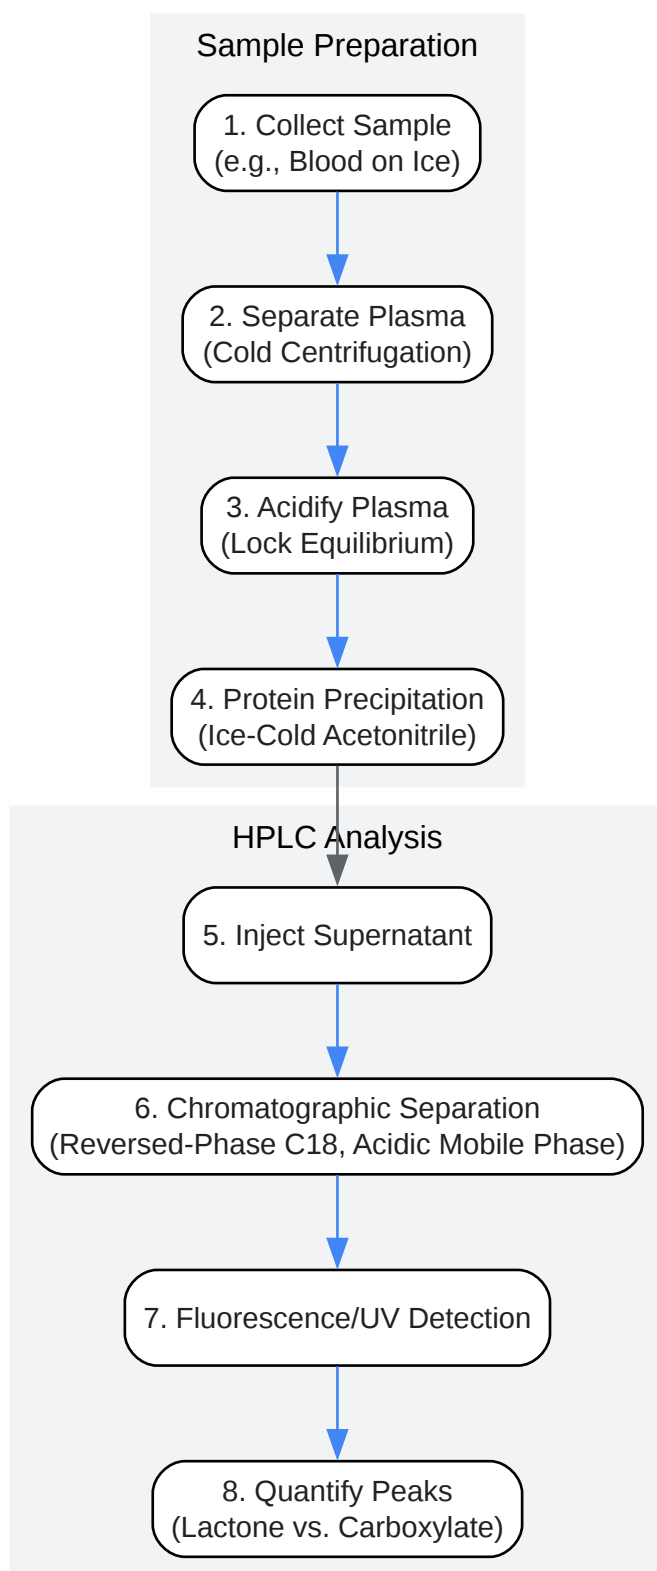 Sample Preparation
1. Collect Sample
(e.g., Blood on Ice)
2. Separate Plasma
(Cold Centrifugation)
3. Acidify Plasma
(Lock Equilibrium)
4. Protein Precipitation
(Ice-Cold Acetonitrile)
HPLC Analysis
5. Inject Supernatant
6. Chromatographic Separation
(Reversed-Phase C18, Acidic Mobile Phase)
7. Fluorescence/UV Detection
8. Quantify Peaks
(Lactone vs. Carboxylate)